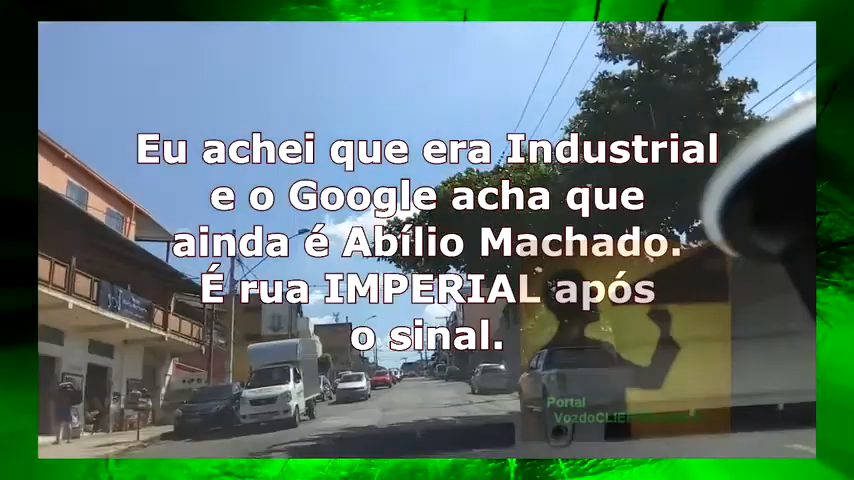 Eu achei que era Industrial
e o Google acha que
ainda é Abílio Machado.
É rua IMPERIAL após
o sinal.
Portal